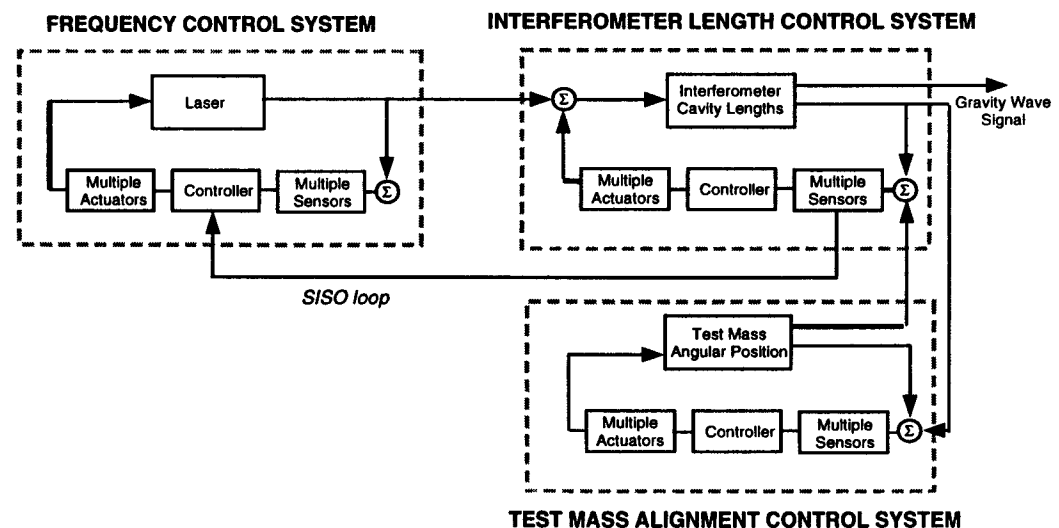 FREQUENCY CONTROL SYSTEM
Laser
Multiple
Actuators
Controller
Multiple
Sensors
Σ
SISO loop
INTERFEROMETER LENGTH CONTROL SYSTEM
Σ
Interferometer
Cavity Lengths
Gravity Wave
Signal
Multiple
Actuators
Controller
Multiple
Sensors
Σ
Test Mass
Angular Position
Multiple
Actuators
Controller
Multiple
Sensors
Σ
TEST MASS ALIGNMENT CONTROL SYSTEM